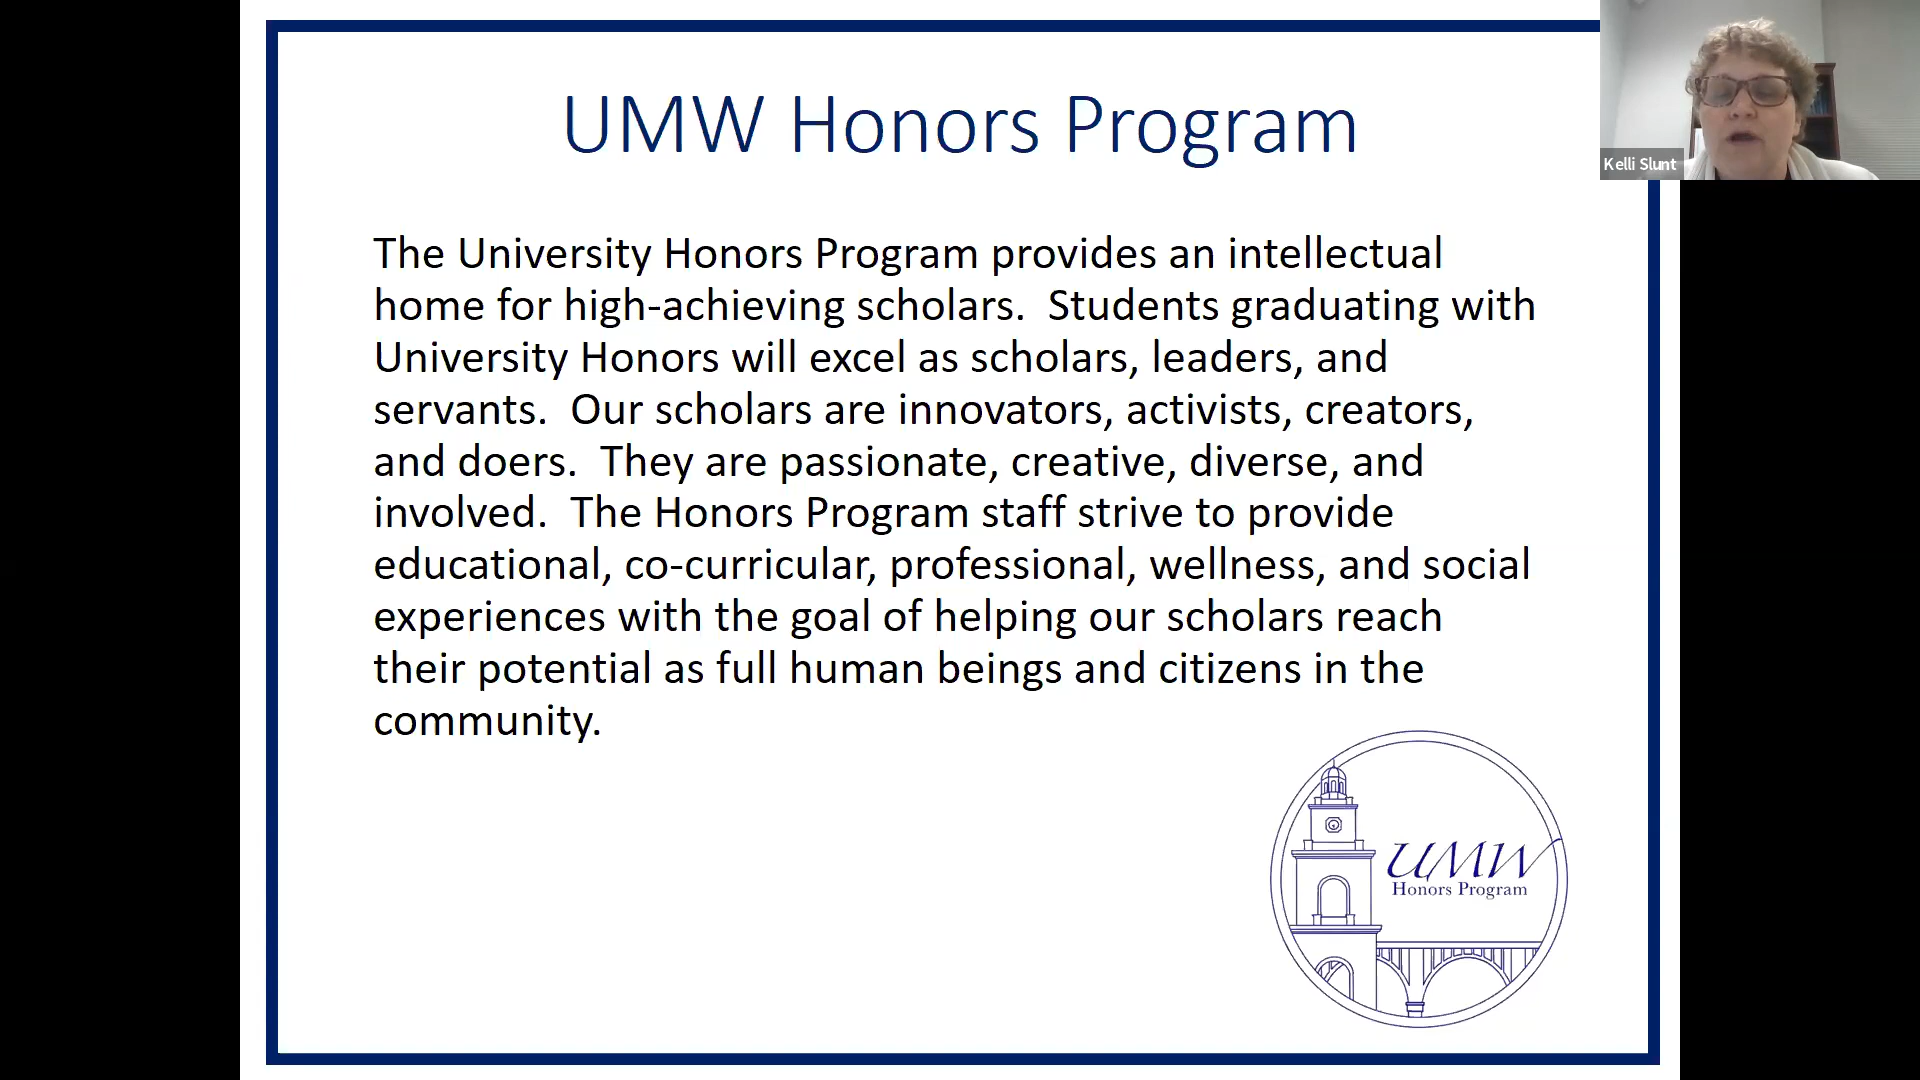 UMW Honors Program
Kelli Slunt
The University Honors Program provides an intellectual
home for high-achieving scholars.  Students graduating with
University Honors will excel as scholars, leaders, and
servants.  Our scholars are innovators, activists, creators,
and doers.  They are passionate, creative, diverse, and
involved.  The Honors Program staff strive to provide
educational, co-curricular, professional, wellness, and social
experiences with the goal of helping our scholars reach
their potential as full human beings and citizens in the
community.
UMW
Honors Program